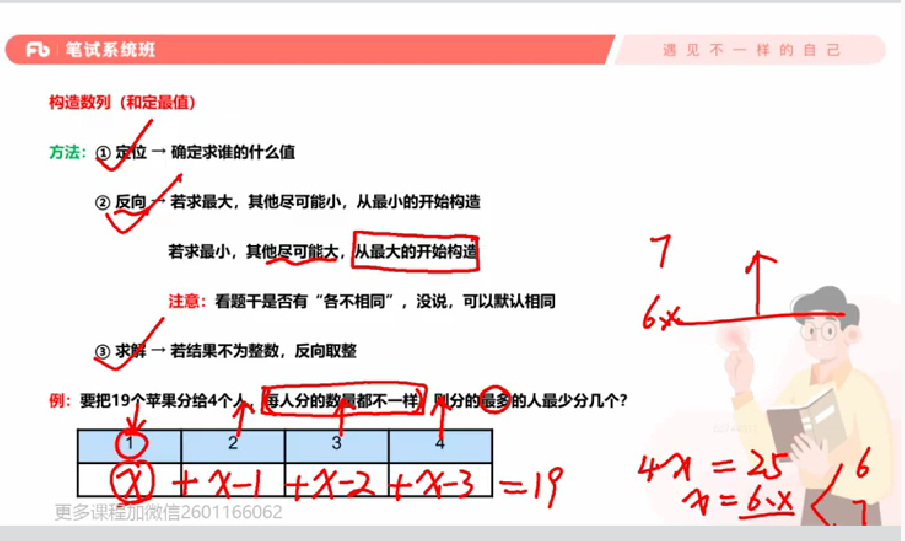 Fb 笔试系统班
遇见不一样的自己
构造数列（和定最值）
方法：① 定位 → 确定求谁的什么值
② 反向 → 若求最大，其他尽可能小，从最小的开始构造
若求最小，其他尽可能大，从最大的开始构造
7
注意：看题干是否有“各不相同”，没说，可以默认相同
6.x
③ 求解 → 若结果不为整数，反向取整
例：要把19个苹果分给4个人，每人分的数量都不一样，则分的最多的人最少分几个？
1 2 3 4
x + x-1 + x-2 + x-3 = 19
4x = 25
x = 6.x
6
7
更多课程加微信2601166062